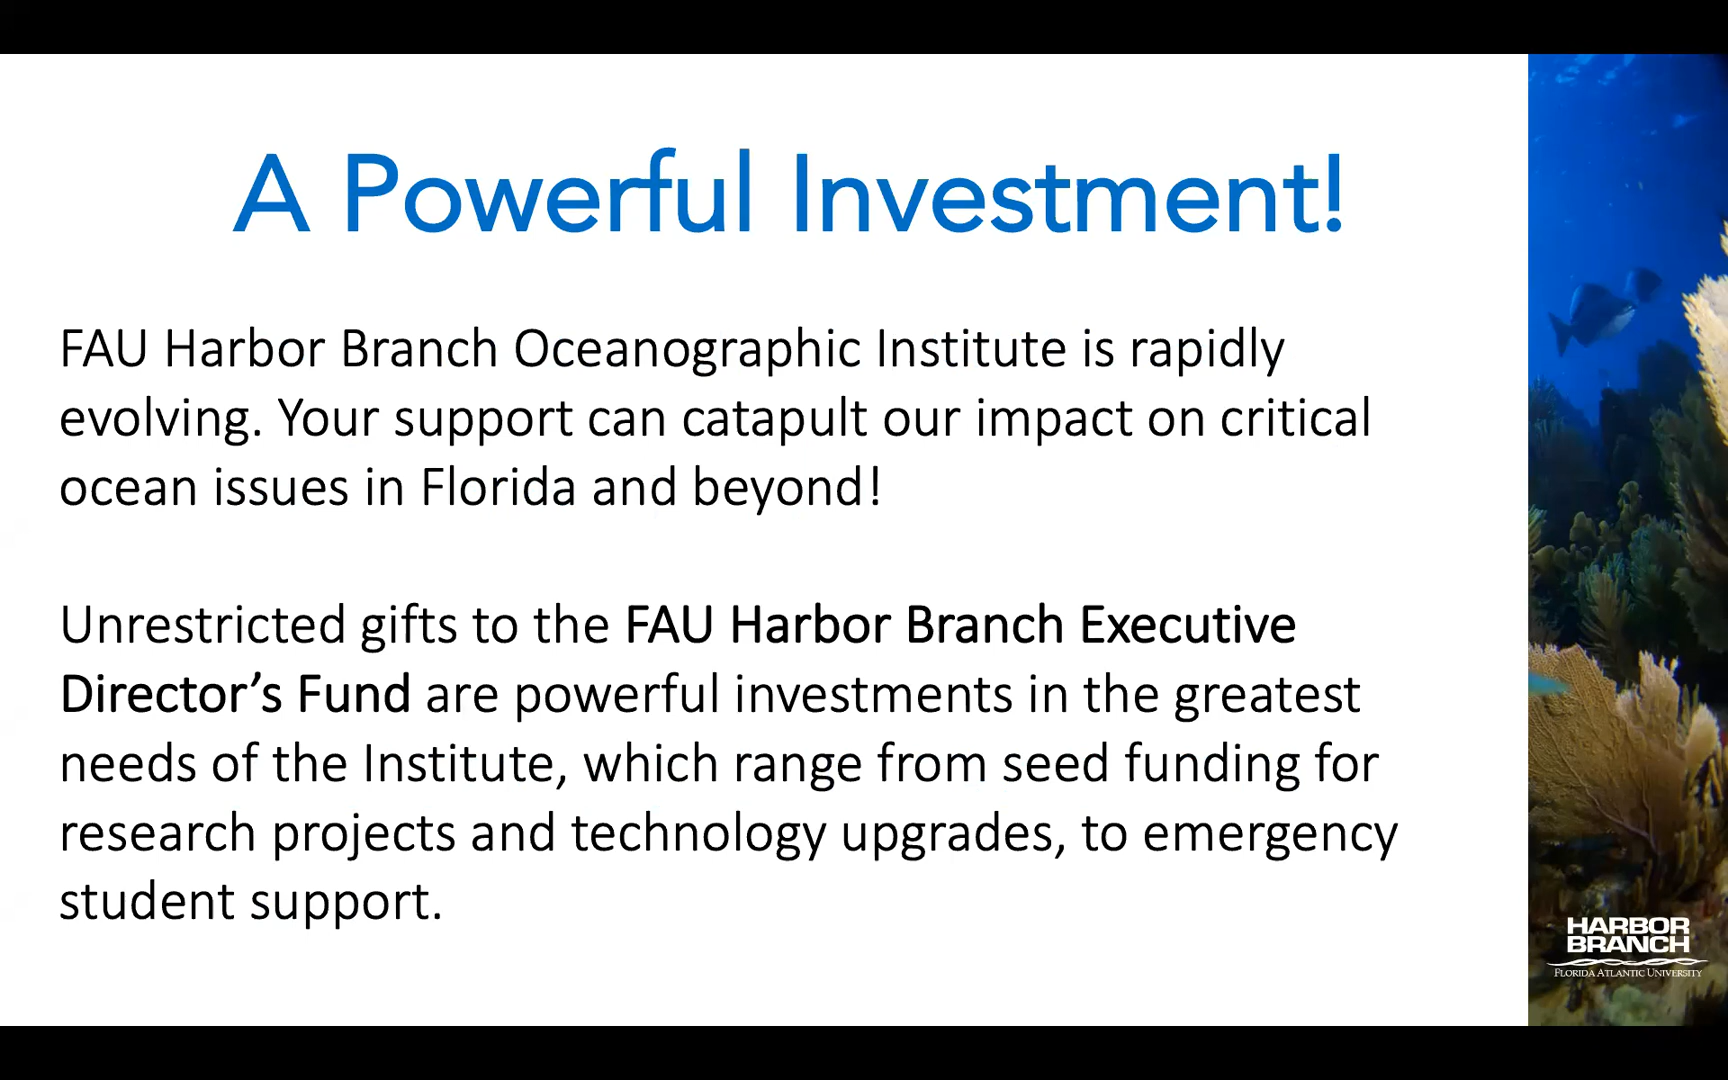 A Powerful Investment!
FAU Harbor Branch Oceanographic Institute is rapidly
evolving. Your support can catapult our impact on critical
ocean issues in Florida and beyond!
Unrestricted gifts to the FAU Harbor Branch Executive
Director’s Fund are powerful investments in the greatest
needs of the Institute, which range from seed funding for
research projects and technology upgrades, to emergency
student support.
HARBOR
BRANCH
FLORIDA ATLANTIC UNIVERSITY